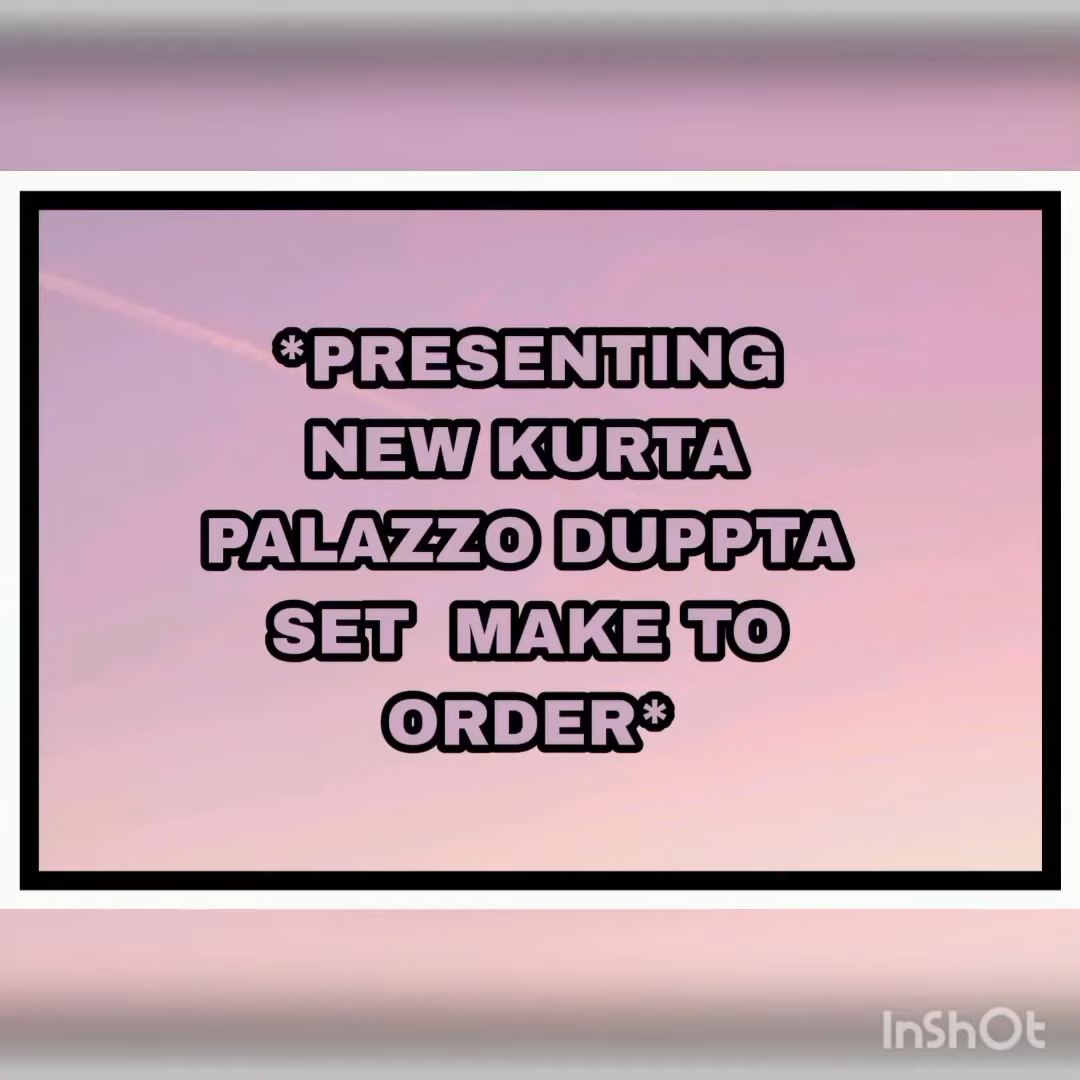 *PRESENTING
NEW KURTA
PALAZZO DUPPTA
SET  MAKE TO
ORDER*
InShOt